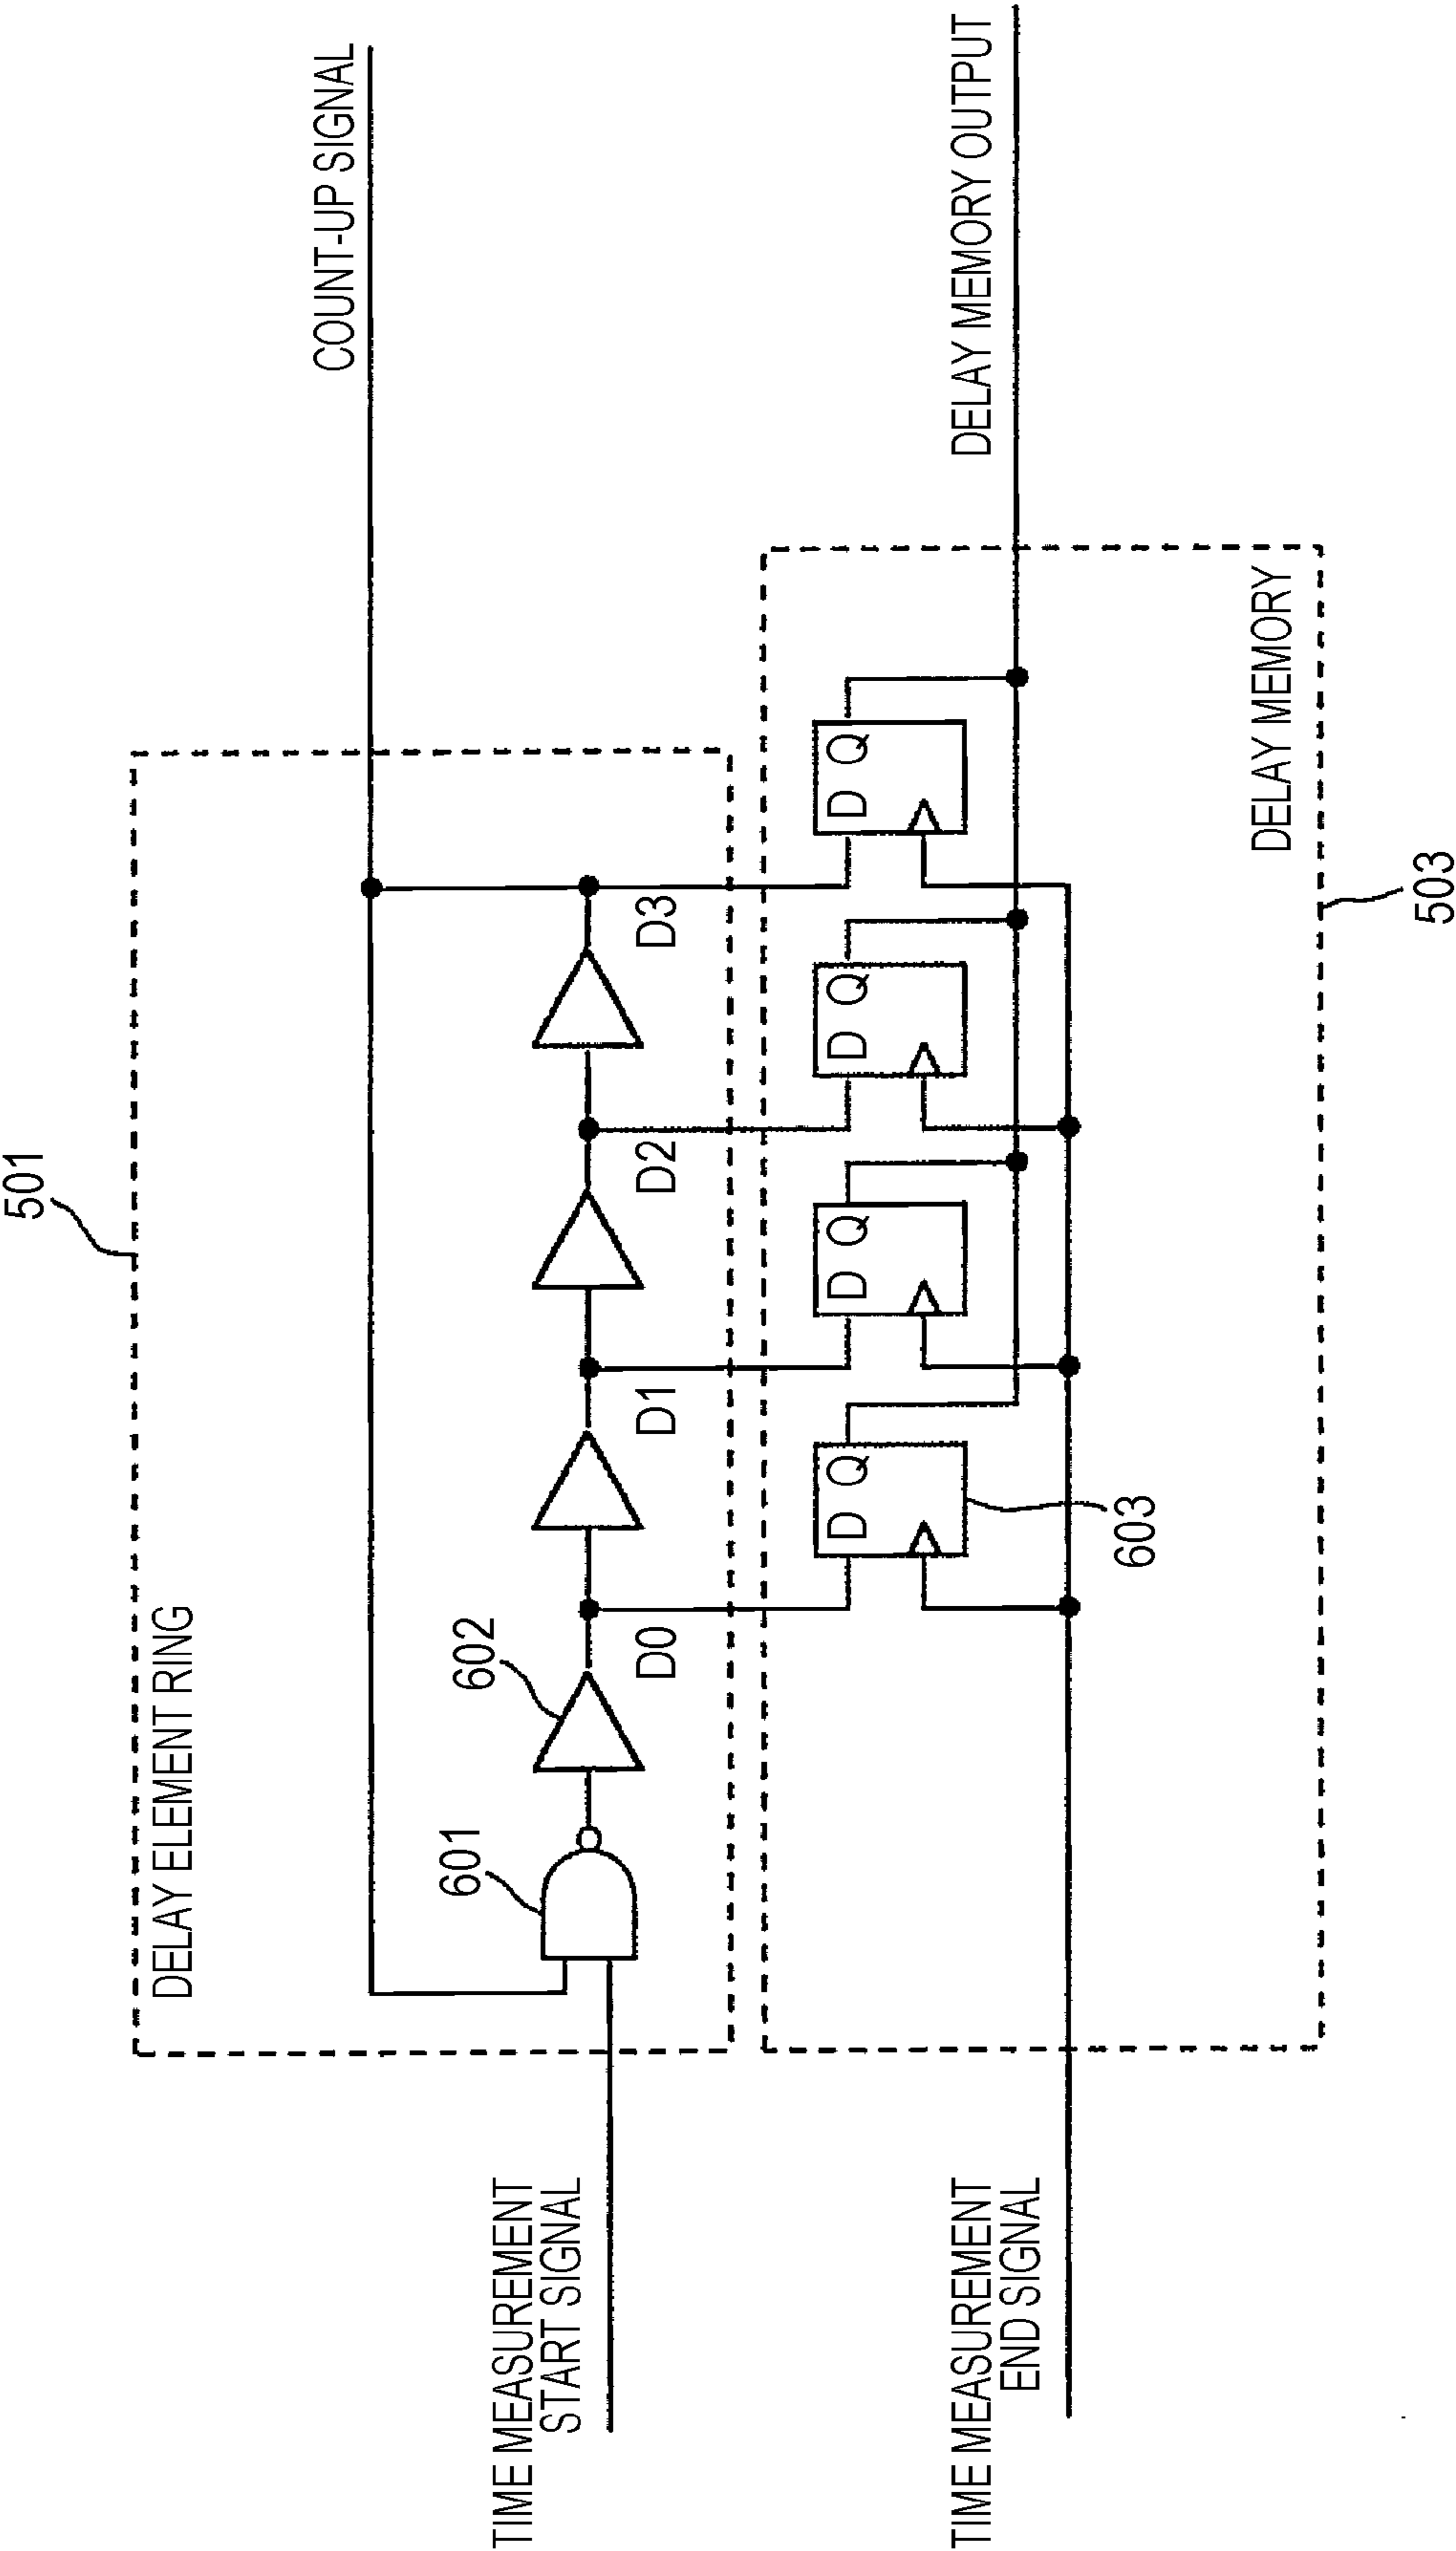 501
DELAY ELEMENT RING
COUNT-UP SIGNAL
601
602
TIME MEASUREMENT
START SIGNAL
D0
D1
D2
D3
D Q
D Q
D Q
D Q
603
DELAY MEMORY OUTPUT
TIME MEASUREMENT
END SIGNAL
DELAY MEMORY
503